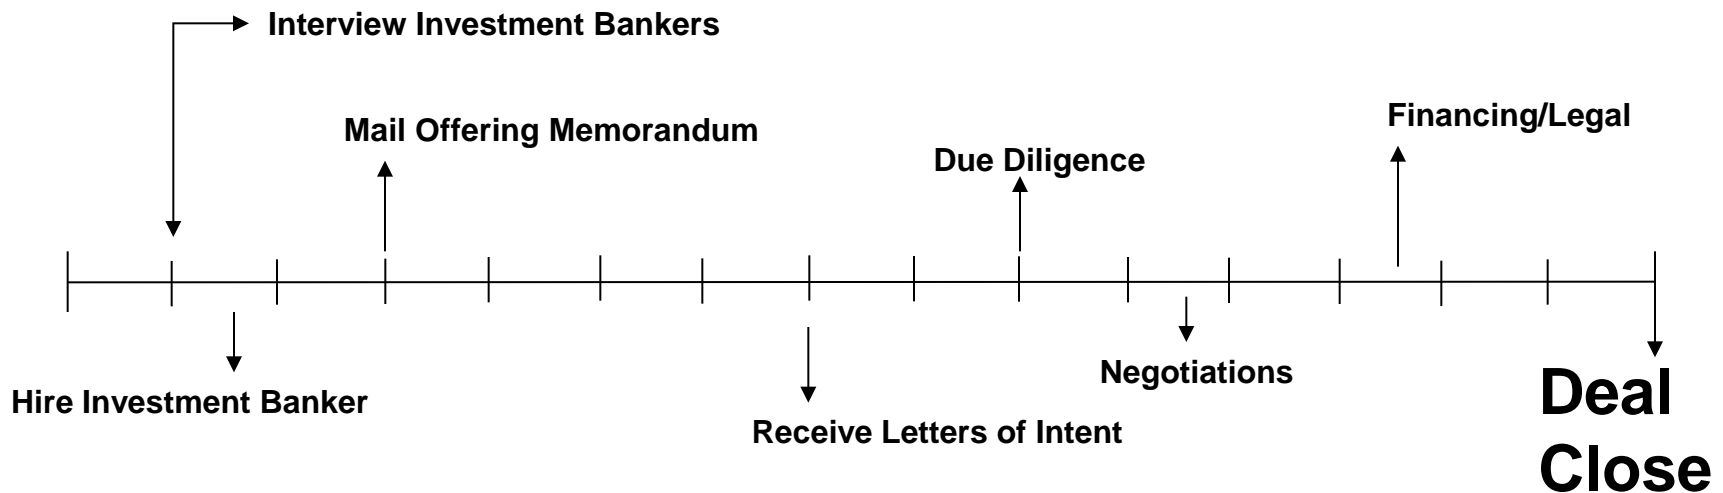 Interview Investment Bankers
Mail Offering Memorandum
Due Diligence
Financing/Legal
Hire Investment Banker
Receive Letters of Intent
Negotiations
Deal
Close